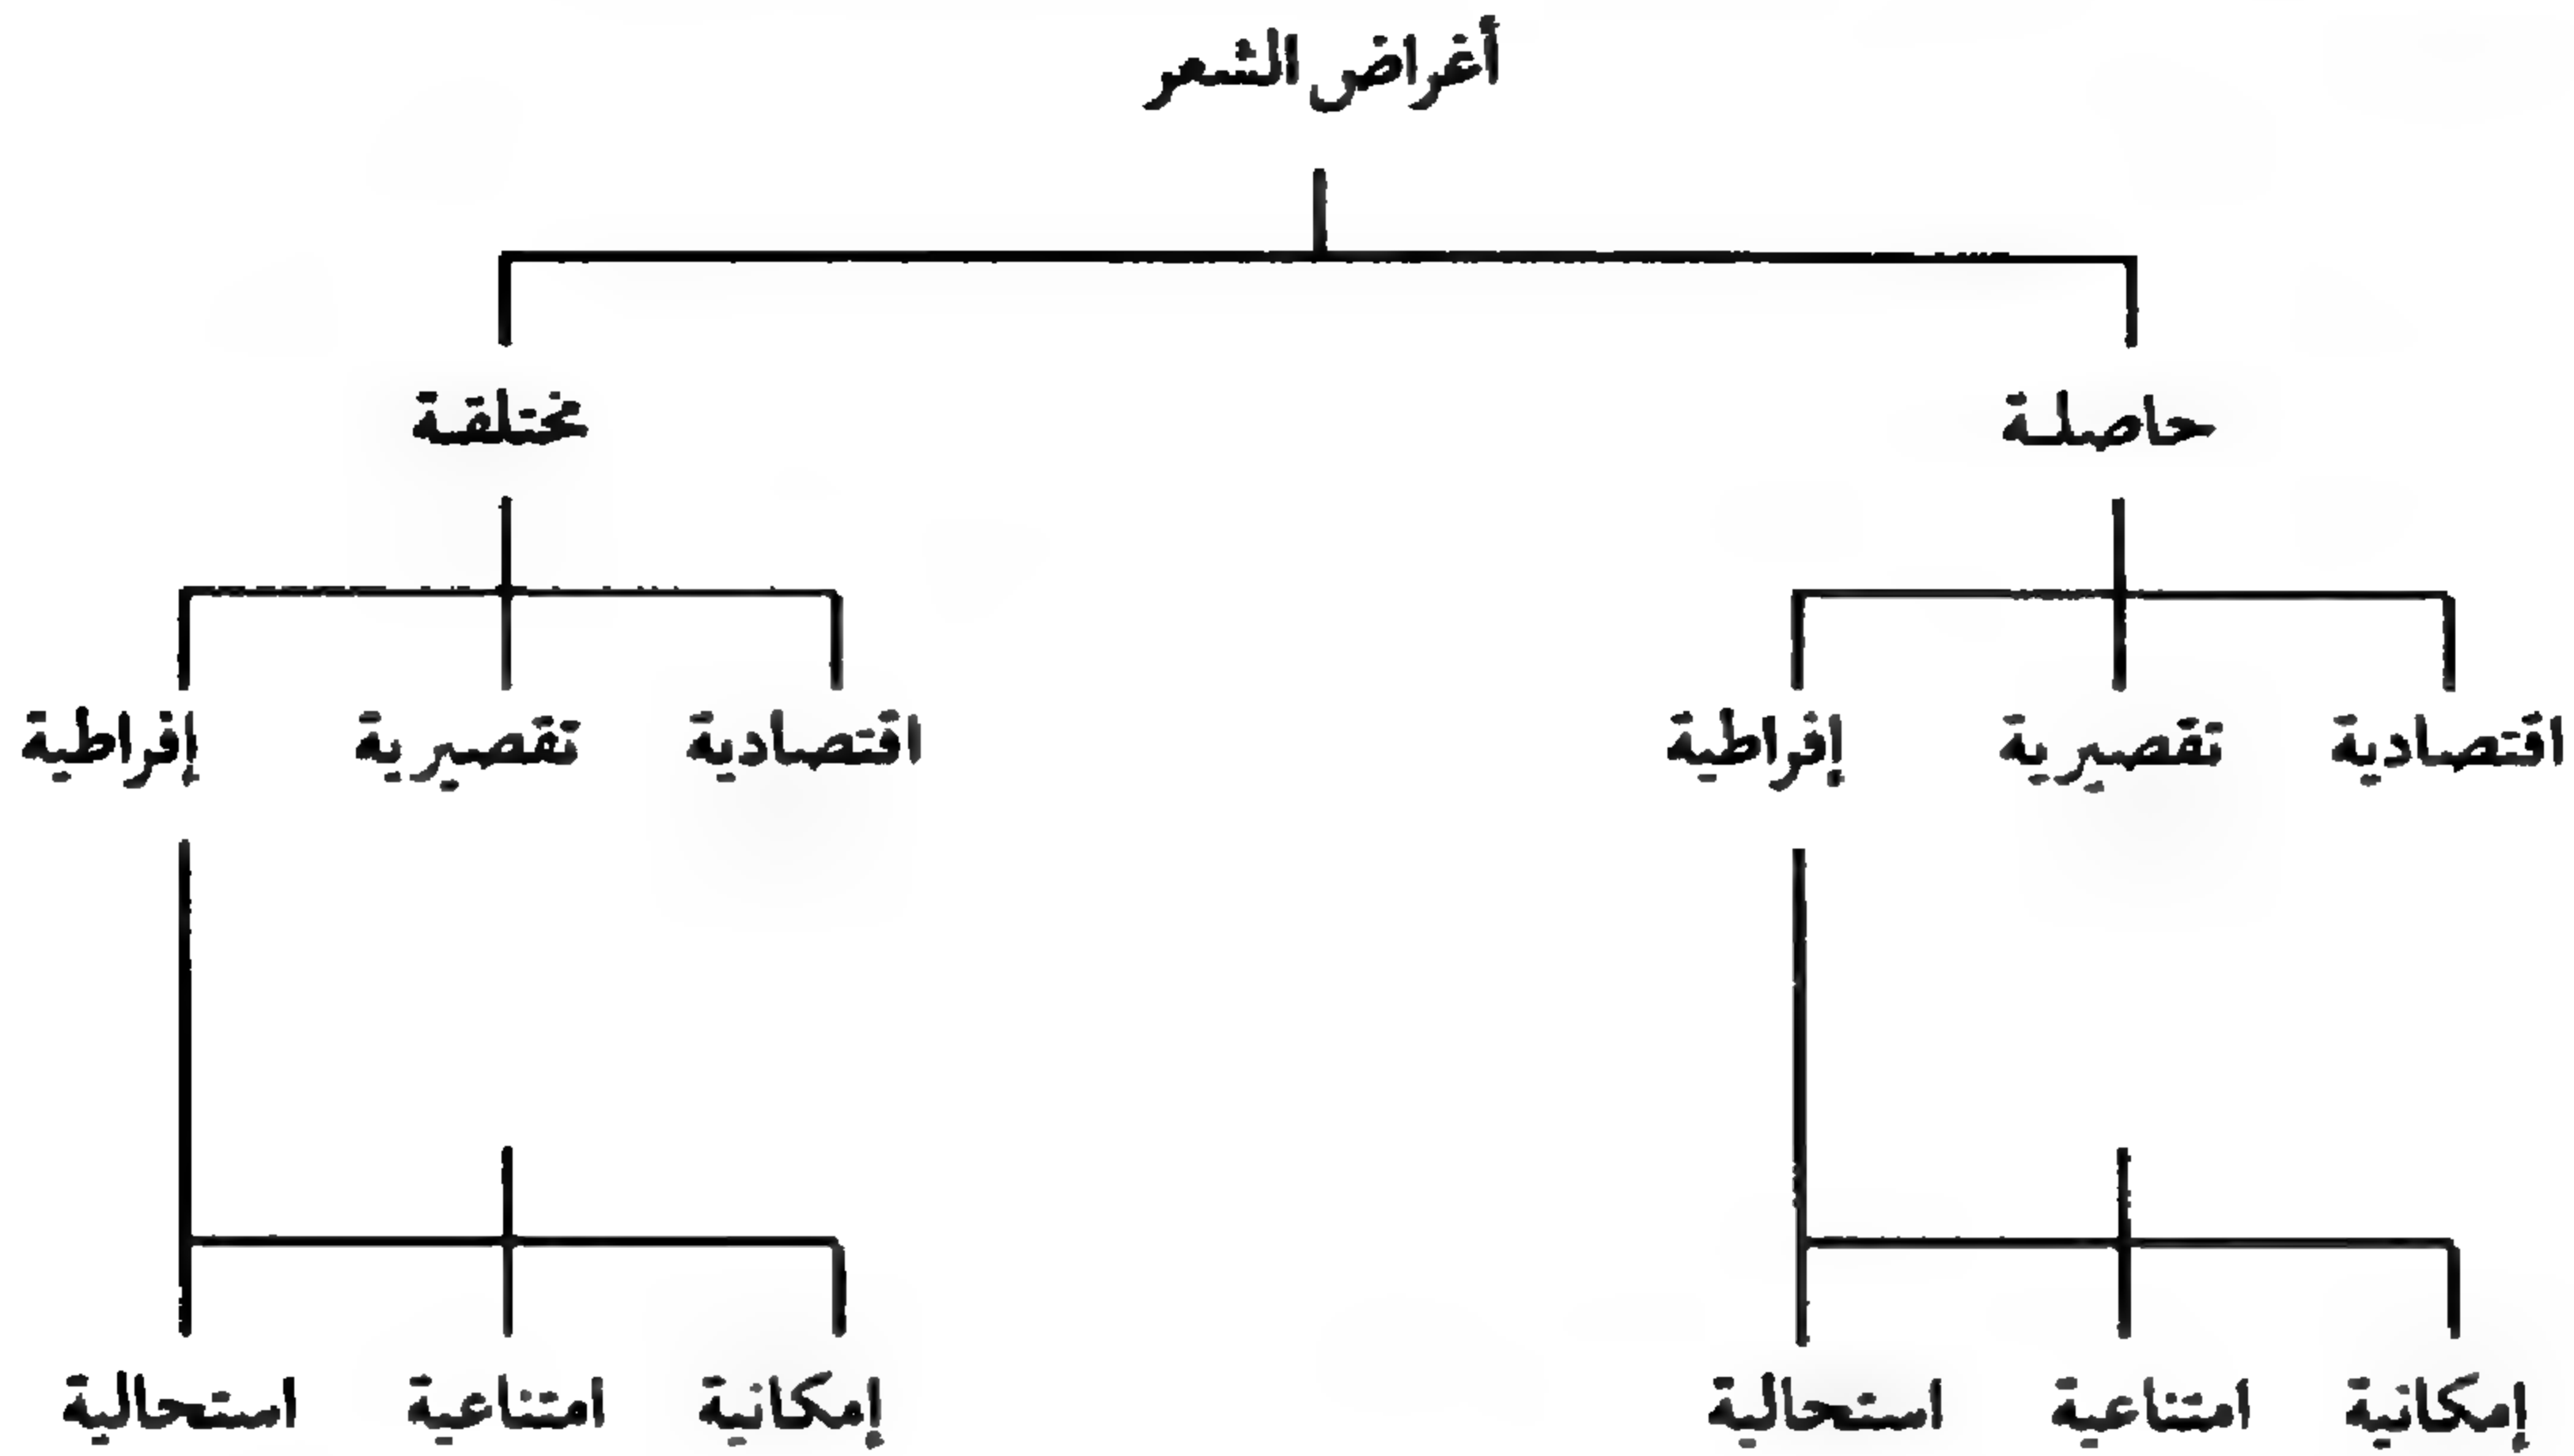 أغراض الشعر
حاصلة مختلقة
اقتصادية تقصيرية إفراطية اقتصادية تقصيرية إفراطية
إمكانية امتناعية استحالية إمكانية امتناعية استحالية